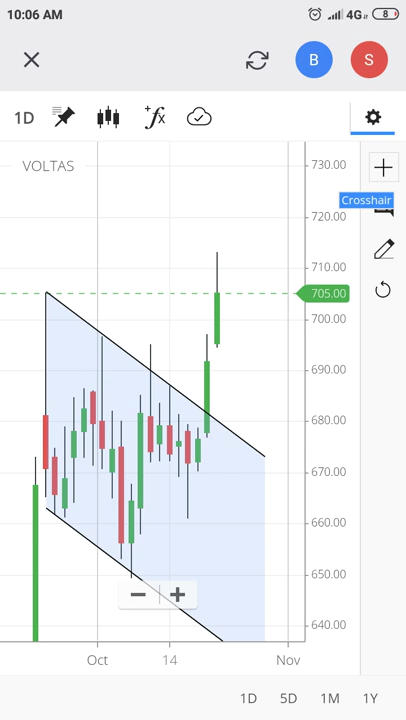 10:06 AM
4G
8
B
S
1D
+fx
VOLTAS
730.00
Crosshair
720.00
710.00
705.00
700.00
690.00
680.00
670.00
660.00
650.00
640.00
Oct 14 Nov
1D 5D 1M 1Y